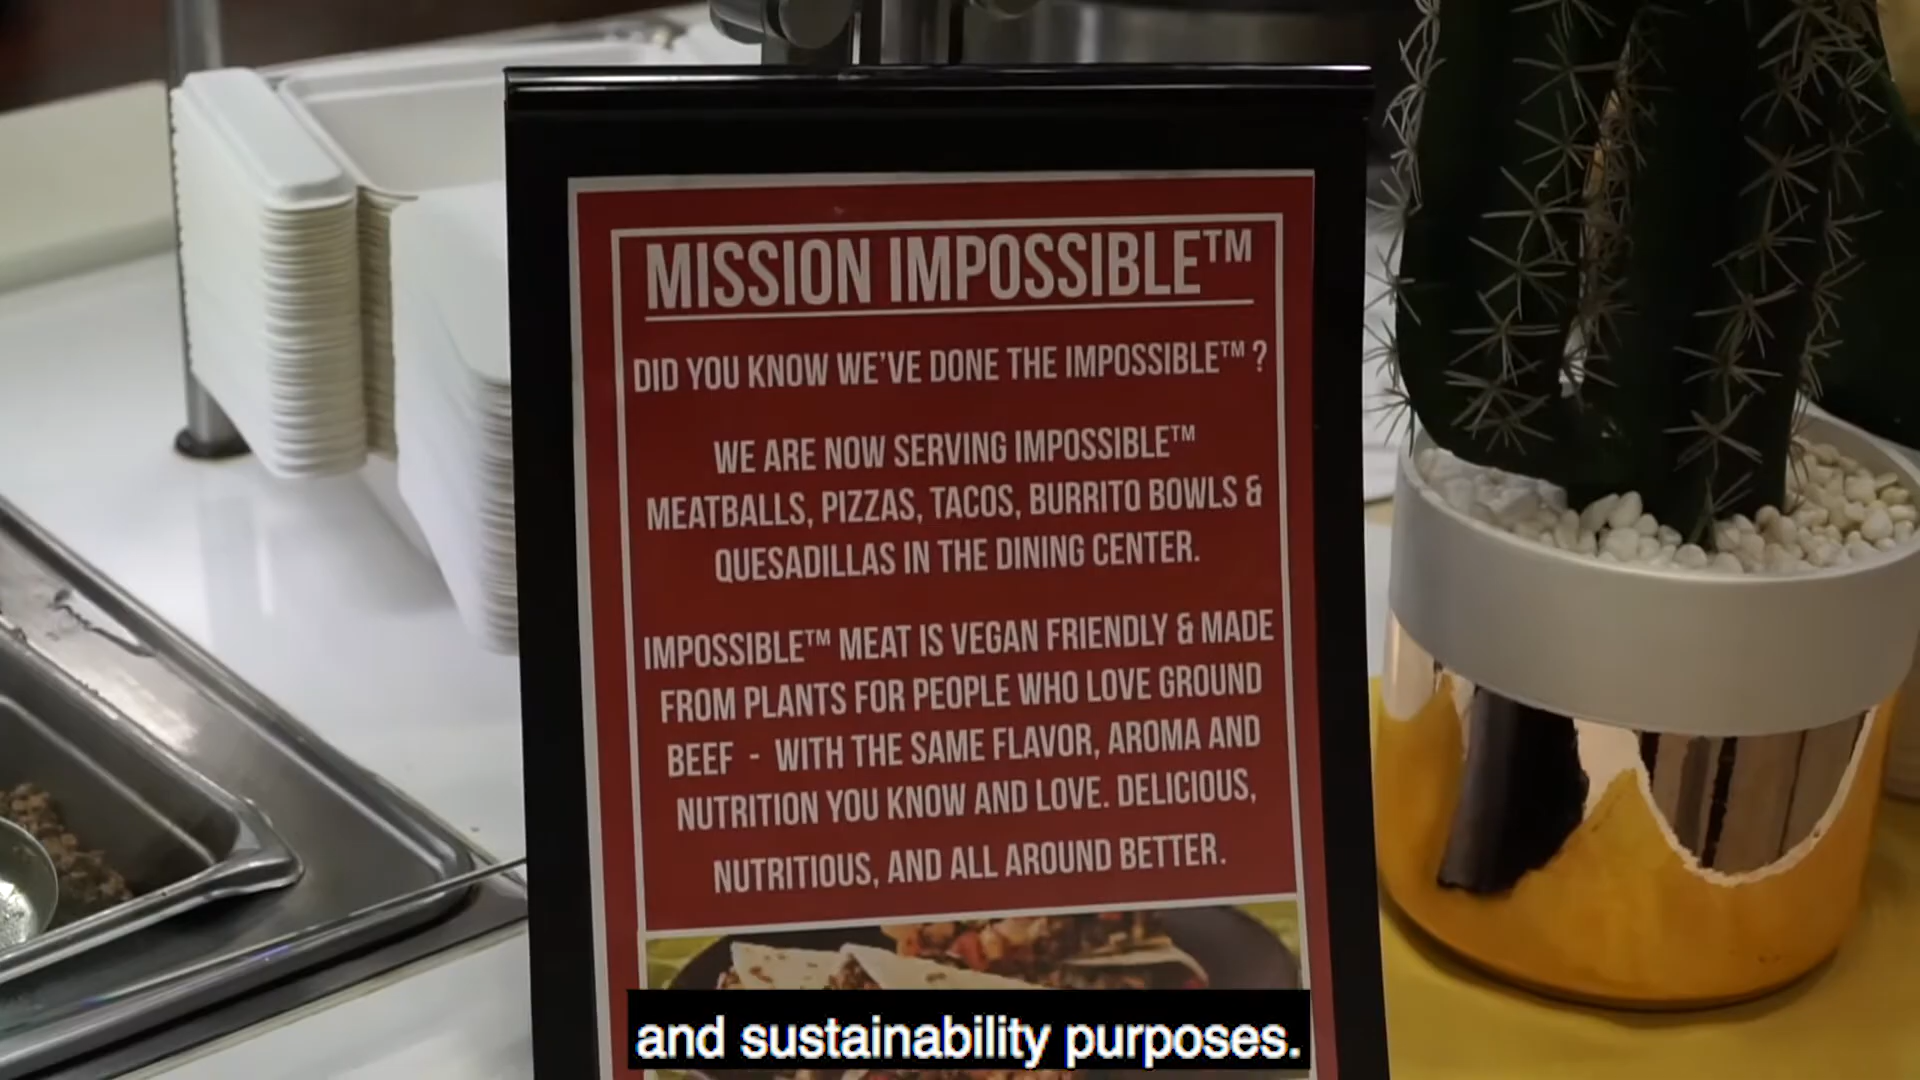 MISSION IMPOSSIBLE™
DID YOU KNOW WE'VE DONE THE IMPOSSIBLE™ ?
WE ARE NOW SERVING IMPOSSIBLE™
MEATBALLS, PIZZAS, TACOS, BURRITO BOWLS &
QUESADILLAS IN THE DINING CENTER.
IMPOSSIBLE™ MEAT IS VEGAN FRIENDLY & MADE
FROM PLANTS FOR PEOPLE WHO LOVE GROUND
BEEF - WITH THE SAME FLAVOR, AROMA AND
NUTRITION YOU KNOW AND LOVE. DELICIOUS,
NUTRITIOUS, AND ALL AROUND BETTER.
and sustainability purposes.